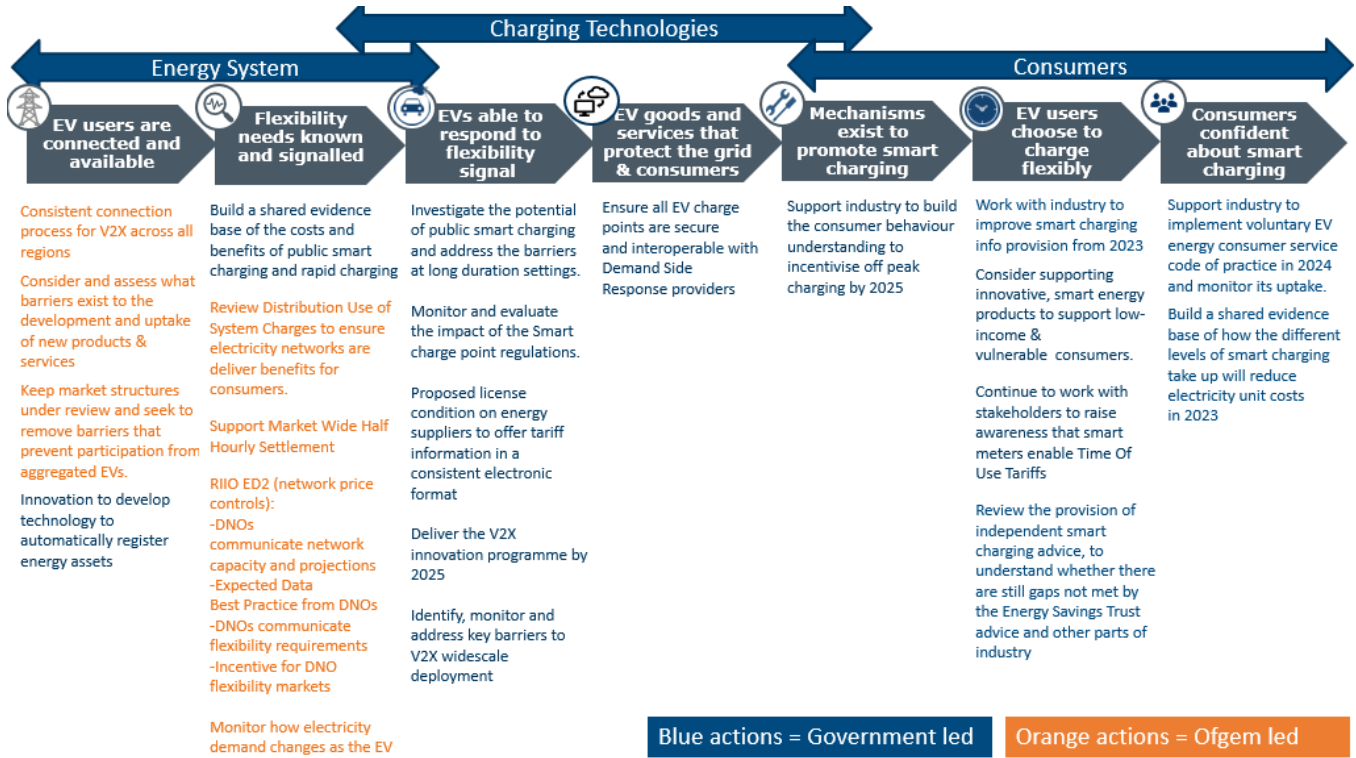 Charging Technologies
Energy System
Consumers
EV users are
connected and
available
Flexibility
needs known
and signalled
EVs able to
respond to
flexibility
signal
EV goods and
services that
protect the grid
& consumers
Mechanisms
exist to
promote smart
charging
EV users
choose to
charge
flexibly
Consumers
confident
about smart
charging
Consistent connection
process for V2X across all
regions
Consider and assess what
barriers exist to the
development and uptake
of new products &
services
Keep market structures
under review and seek to
remove barriers that
prevent participation from
aggregated EVs.
Innovation to develop
technology to
automatically register
energy assets
Build a shared evidence
base of the costs and
benefits of public smart
charging and rapid charging
Review Distribution Use of
System Charges to ensure
electricity networks are
deliver benefits for
consumers.
Support Market Wide Half
Hourly Settlement
RIIO ED2 (network price
controls):
-DNOs
communicate network
capacity and projections
-Expected Data
Best Practice from DNOs
-DNOs communicate
flexibility requirements
-Incentive for DNO
flexibility markets
Monitor how electricity
demand changes as the EV
Investigate the potential
of public smart charging
and address the barriers
at long duration settings.
Monitor and evaluate
the impact of the Smart
charge point regulations.
Proposed license
condition on energy
suppliers to offer tariff
information in a
consistent electronic
format
Deliver the V2X
innovation programme by
2025
Identify, monitor and
address key barriers to
V2X widescale
deployment
Ensure all EV charge
points are secure
and interoperable with
Demand Side
Response providers
Support industry to build
the consumer behaviour
understanding to
incentivise off peak
charging by 2025
Work with industry to
improve smart charging
info provision from 2023
Consider supporting
innovative, smart energy
products to support low-
income &
vulnerable consumers.
Continue to work with
stakeholders to raise
awareness that smart
meters enable Time Of
Use Tariffs
Review the provision of
independent smart
charging advice, to
understand whether there
are still gaps not met by
the Energy Savings Trust
advice and other parts of
industry
Support industry to
implement voluntary EV
energy consumer service
code of practice in 2024
and monitor its uptake.
Build a shared evidence
base of how the different
levels of smart charging
take up will reduce
electricity unit costs
in 2023
Blue actions = Government led
Orange actions = Ofgem led